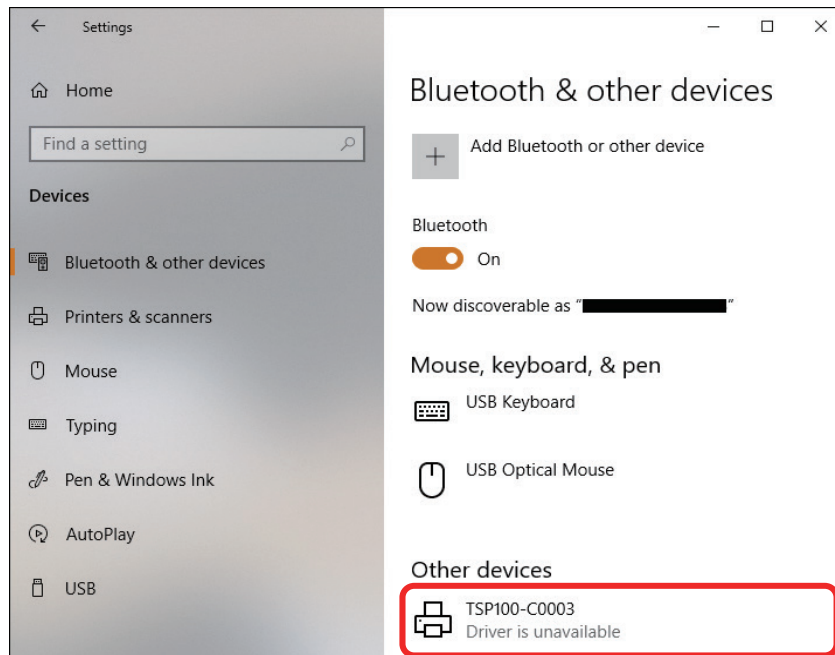 Settings
Home
Find a setting
Devices
Bluetooth & other devices
Printers & scanners
Mouse
Typing
Pen & Windows Ink
AutoPlay
USB
Bluetooth & other devices
Add Bluetooth or other device
Bluetooth
On
Now discoverable as “ ”
Mouse, keyboard, & pen
USB Keyboard
USB Optical Mouse
Other devices
TSP100-C0003
Driver is unavailable